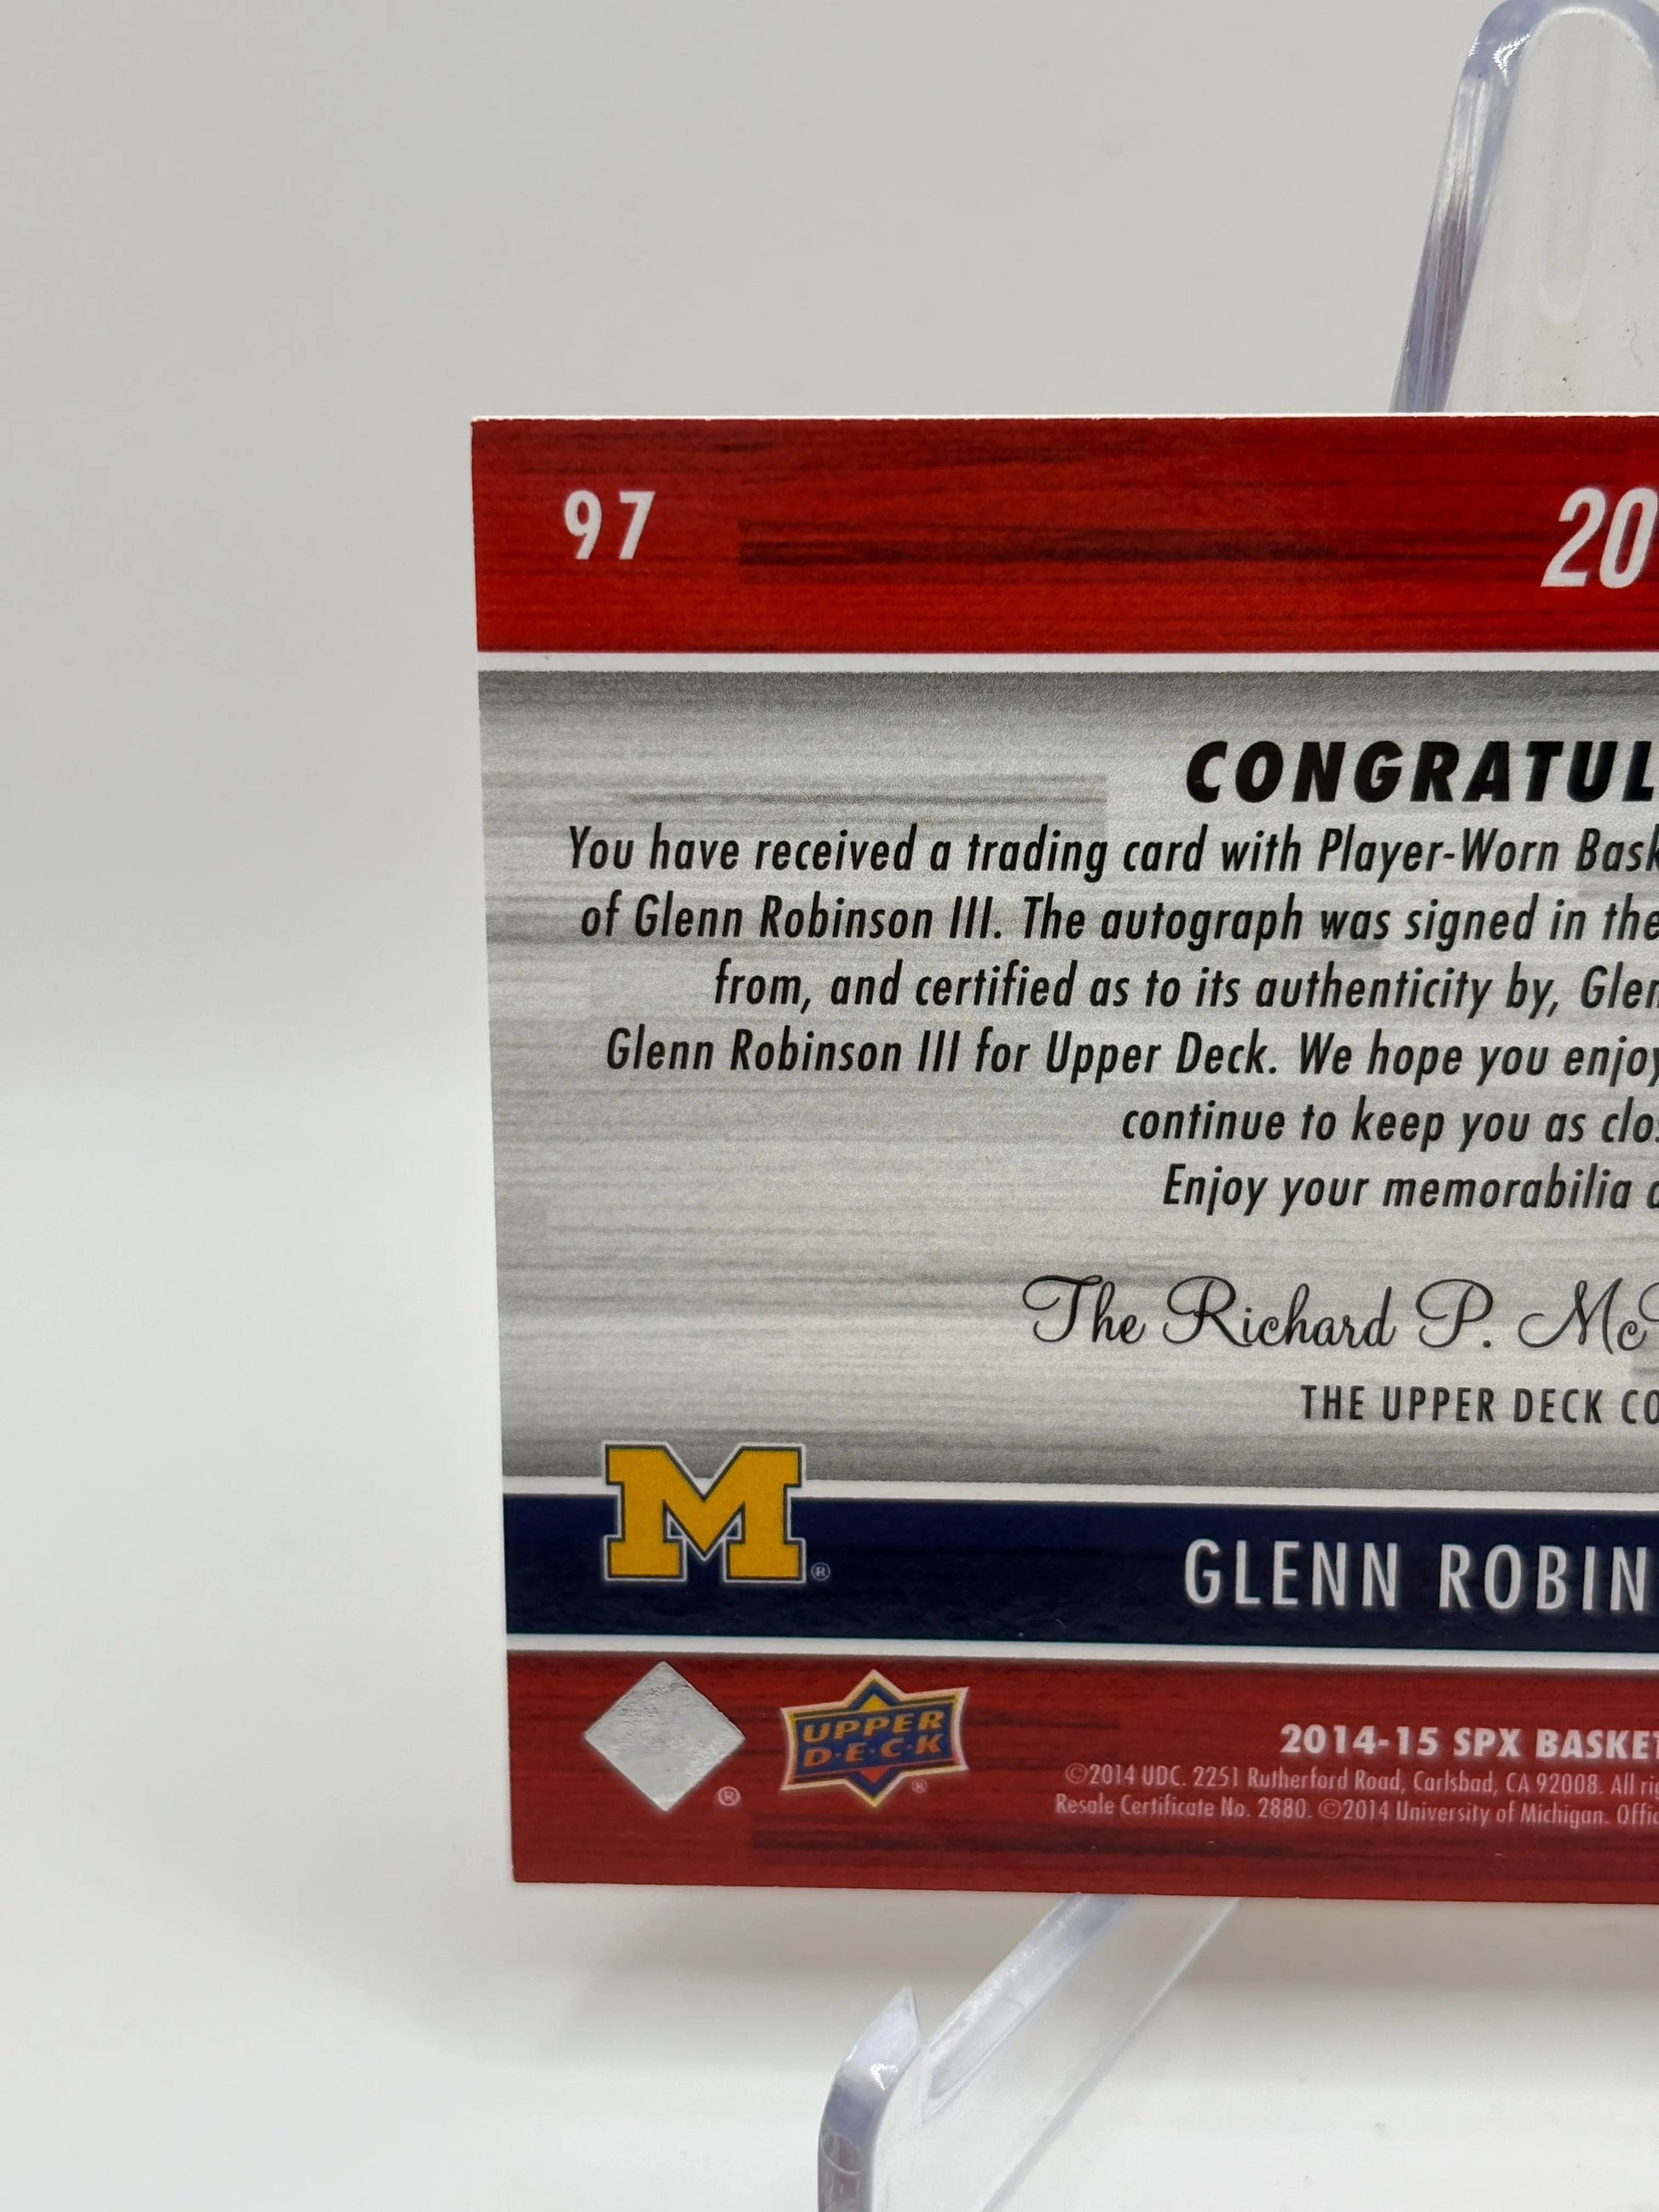 97
20
CONGRATUL
You have received a trading card with Player-Worn Bask
of Glenn Robinson III. The autograph was signed in the
from, and certified as to its authenticity by, Glen
Glenn Robinson III for Upper Deck. We hope you enjoy
continue to keep you as clos
Enjoy your memorabilia
The Richard P. Mc
THE UPPER DECK CO
M ®
GLENN ROBIN
® UPPER D·E·C·K ®
2014-15 SPX BASKET
©2014 UDC. 2251 Rutherford Road, Carlsbad, CA 92008. All rig
Resale Certificate No. 2880. ©2014 University of Michigan. Offic